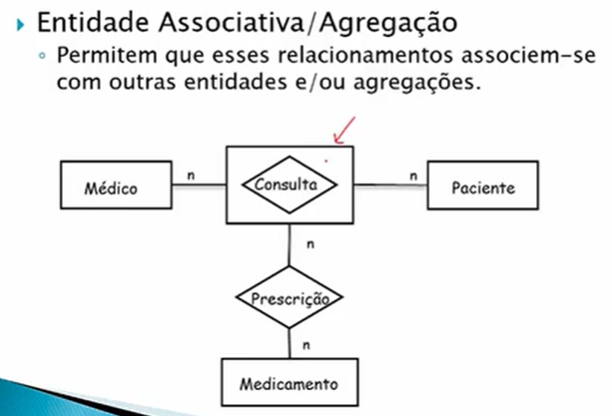 Entidade Associativa/Agregação
Permitem que esses relacionamentos associem-se
com outras entidades e/ou agregações.
Médico
n
Consulta
n
Paciente
n
Prescrição
n
Medicamento